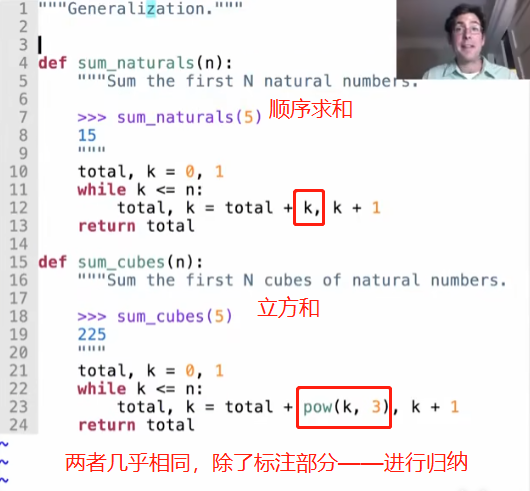 1 """Generalization."""
2
3
4 def sum_naturals(n):
5 """Sum the first N natural numbers.
6
7 >>> sum_naturals(5) 顺序求和
8 15
9 """
10 total, k = 0, 1
11 while k <= n:
12 total, k = total + k, k + 1
13 return total
14
15 def sum_cubes(n):
16 """Sum the first N cubes of natural numbers.
17
18 >>> sum_cubes(5) 立方和
19 225
20 """
21 total, k = 0, 1
22 while k <= n:
23 total, k = total + pow(k, 3), k + 1
24 return total
~
~ 两者几乎相同，除了标注部分——进行归纳
~